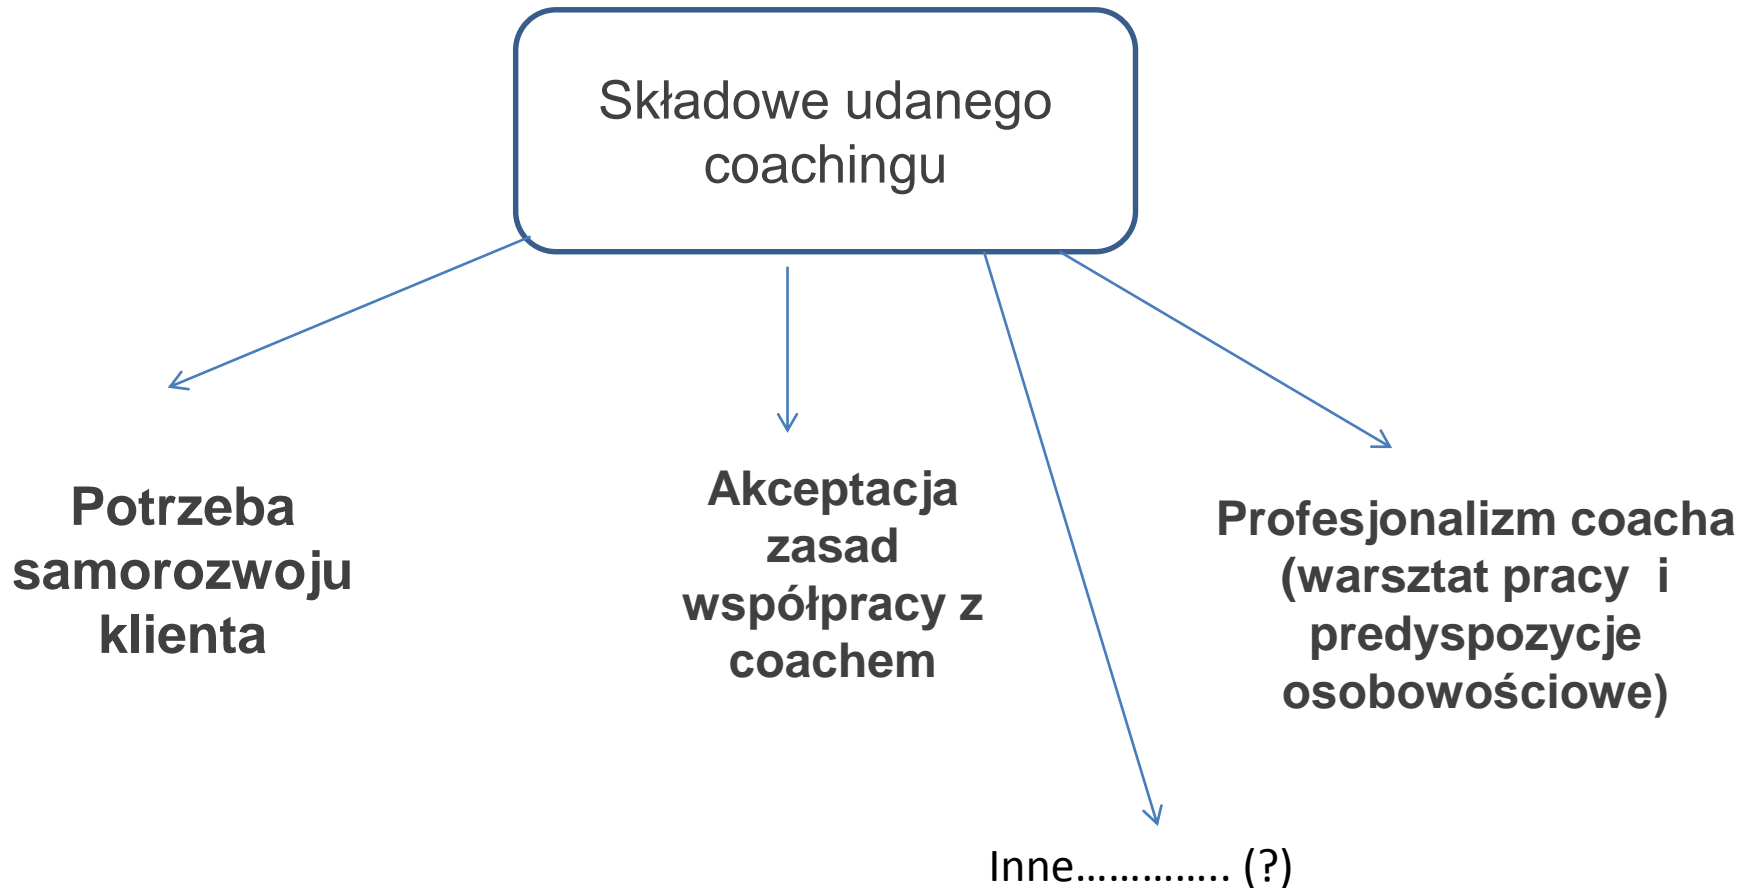 Składowe udanego
coachingu
Potrzeba
samorozwoju
klienta
Akceptacja
zasad
współpracy z
coachem
Profesjonalizm coacha
(warsztat pracy  i
predyspozycje
osobowościowe)
Inne………….. (?)